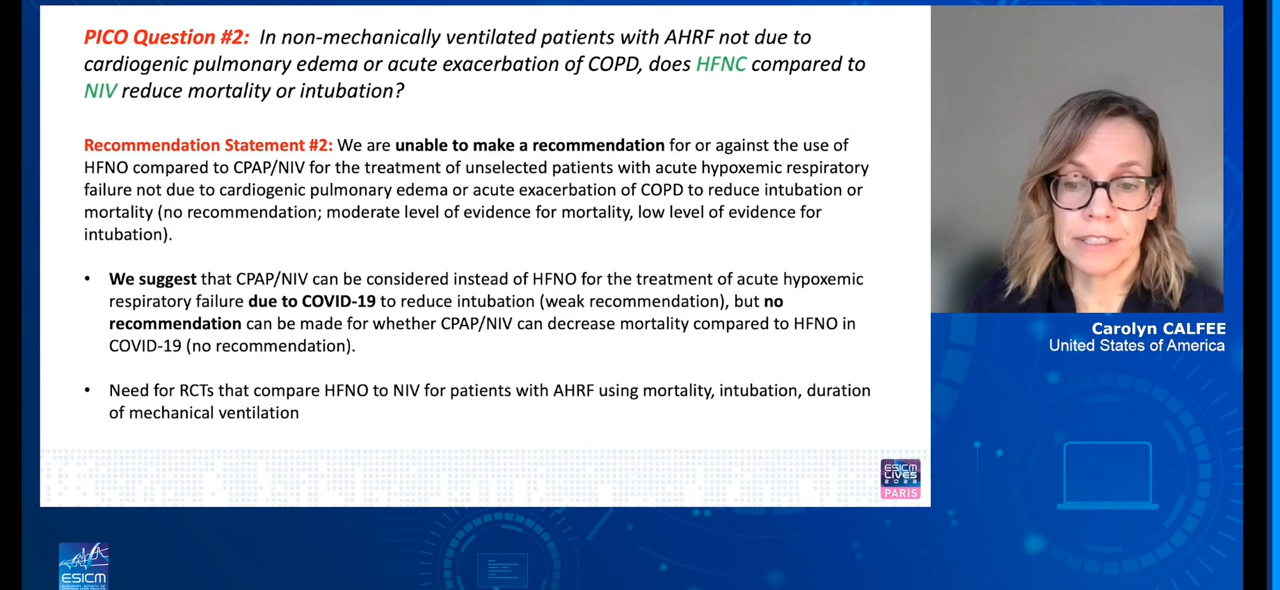 PICO Question #2: In non-mechanically ventilated patients with AHRF not due to
cardiogenic pulmonary edema or acute exacerbation of COPD, does HFNC compared to
NIV reduce mortality or intubation?
Recommendation Statement #2: We are unable to make a recommendation for or against the use of
HFNO compared to CPAP/NIV for the treatment of unselected patients with acute hypoxemic respiratory
failure not due to cardiogenic pulmonary edema or acute exacerbation of COPD to reduce intubation or
mortality (no recommendation; moderate level of evidence for mortality, low level of evidence for
intubation).
• We suggest that CPAP/NIV can be considered instead of HFNO for the treatment of acute hypoxemic
respiratory failure due to COVID-19 to reduce intubation (weak recommendation), but no
recommendation can be made for whether CPAP/NIV can decrease mortality compared to HFNO in
COVID-19 (no recommendation).
• Need for RCTs that compare HFNO to NIV for patients with AHRF using mortality, intubation, duration
of mechanical ventilation
ESICM
LIVES
2022
PARIS
Carolyn CALFEE
United States of America
ESICM